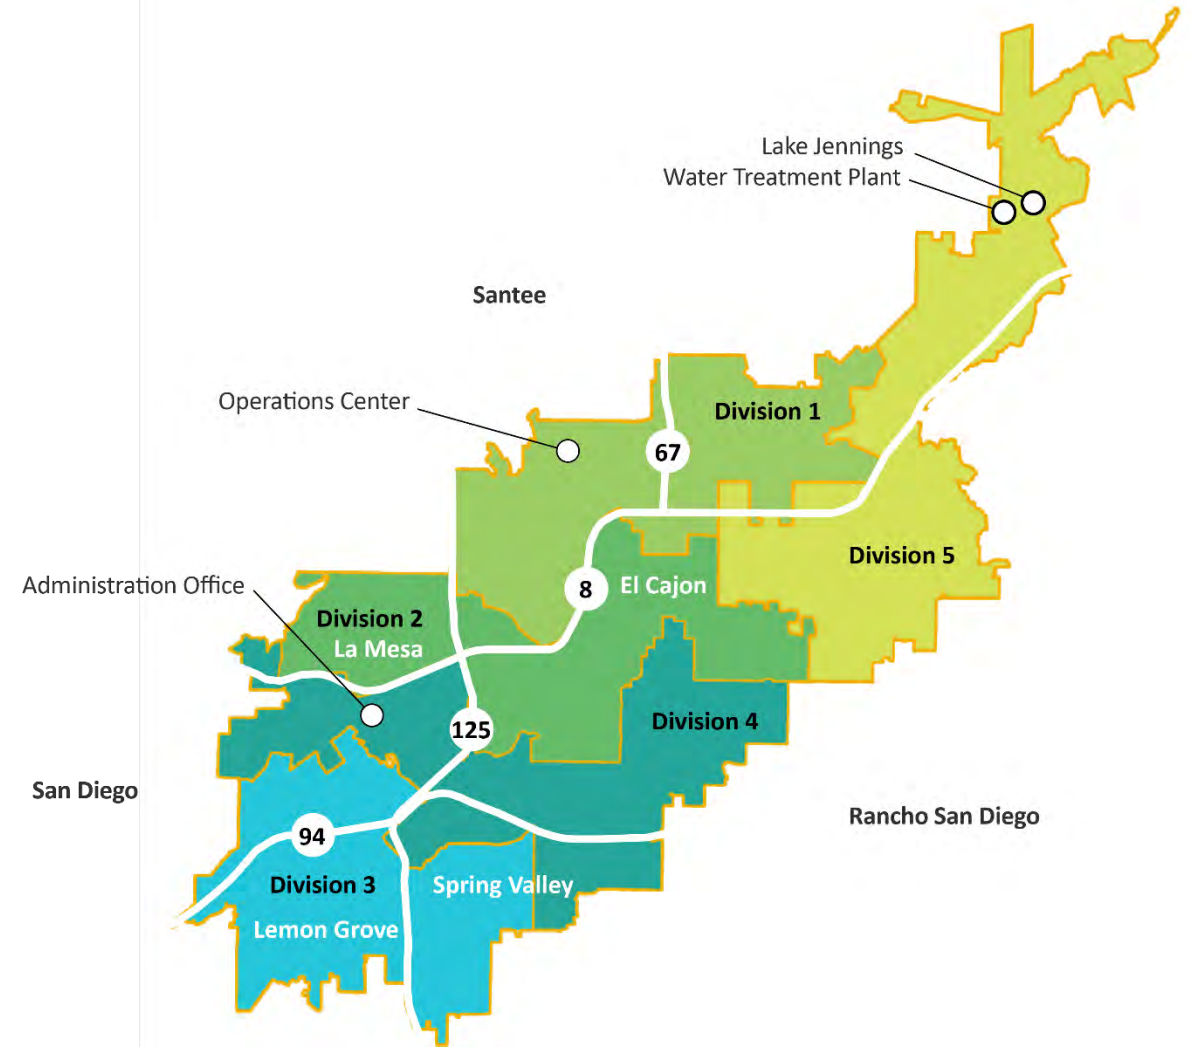 Lake Jennings
Water Treatment Plant
Santee
Operations Center
Division 1
67
Division 5
Administration Office
8
El Cajon
Division 2
La Mesa
Division 4
125
San Diego
Rancho San Diego
94
Division 3
Spring Valley
Lemon Grove